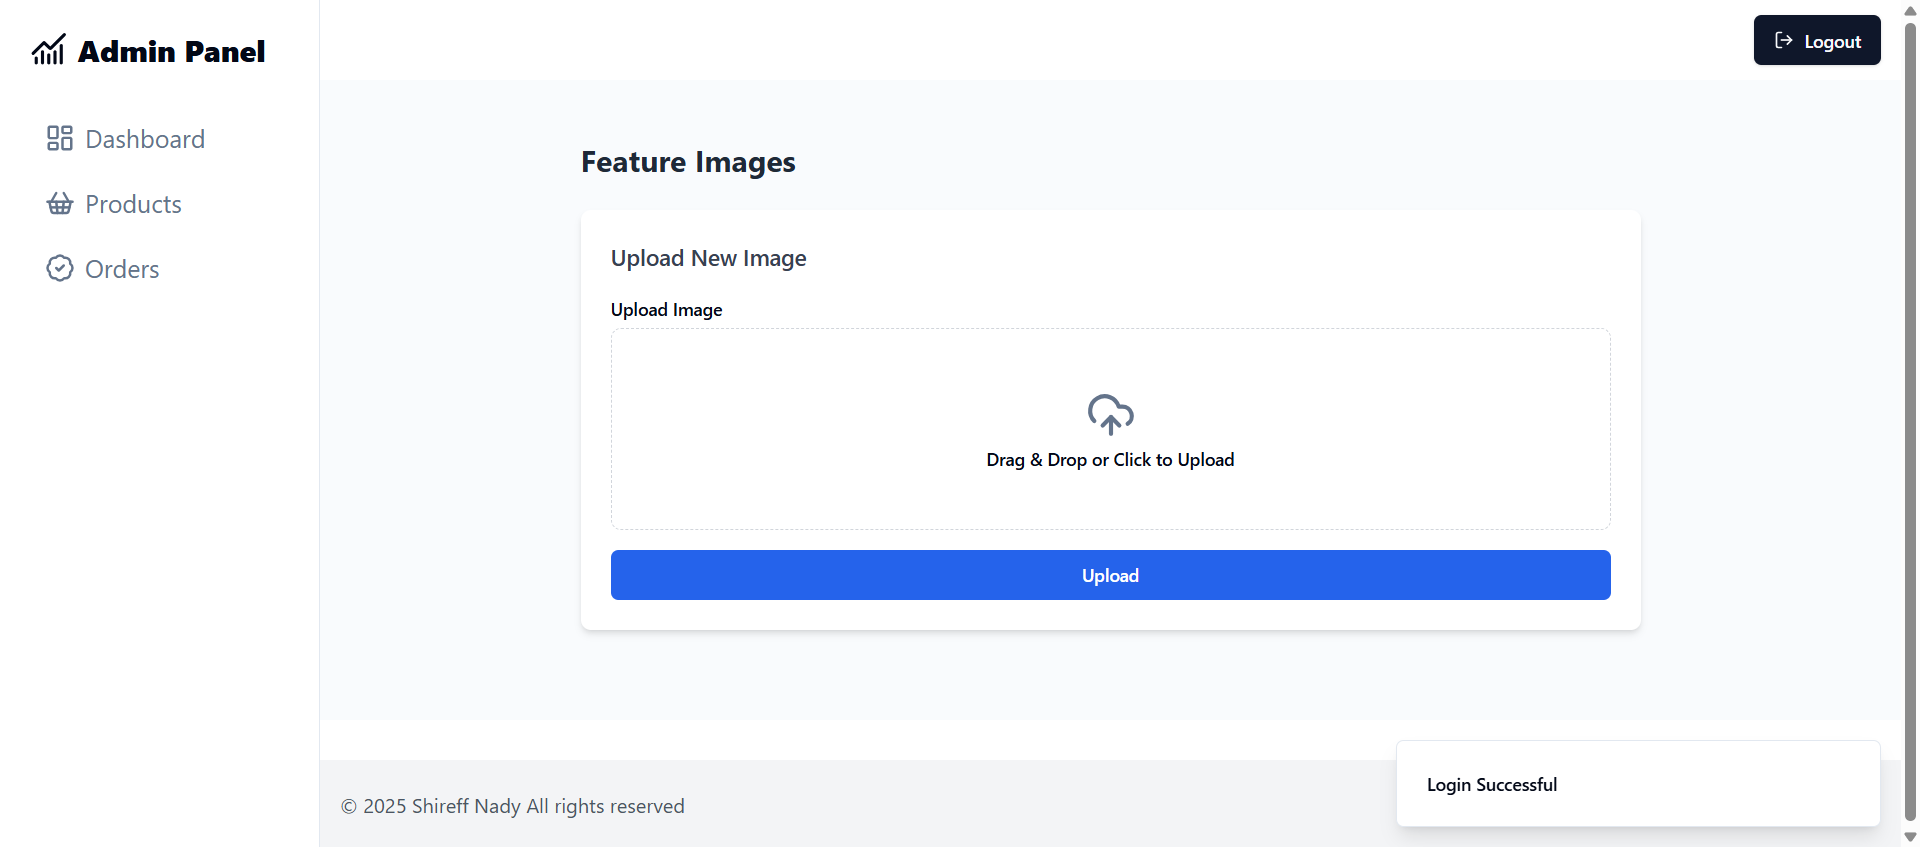 Admin Panel
Dashboard
Products
Orders
Logout
Feature Images
Upload New Image
Upload Image
Drag & Drop or Click to Upload
Upload
© 2025 Shireff Nady All rights reserved
Login Successful